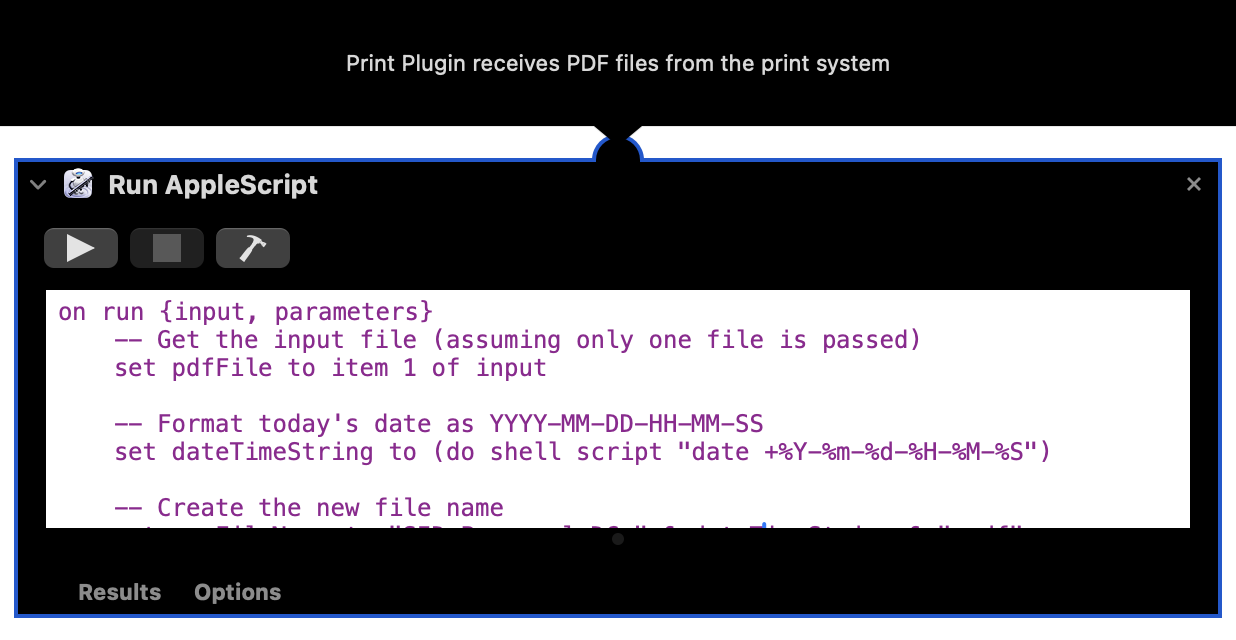 Print Plugin receives PDF files from the print system
Run AppleScript
on run {input, parameters}
-- Get the input file (assuming only one file is passed)
set pdfFile to item 1 of input
-- Format today's date as YYYY-MM-DD-HH-MM-SS
set dateTimeString to (do shell script "date +%Y-%m-%d-%H-%M-%S")
-- Create the new file name
Results Options